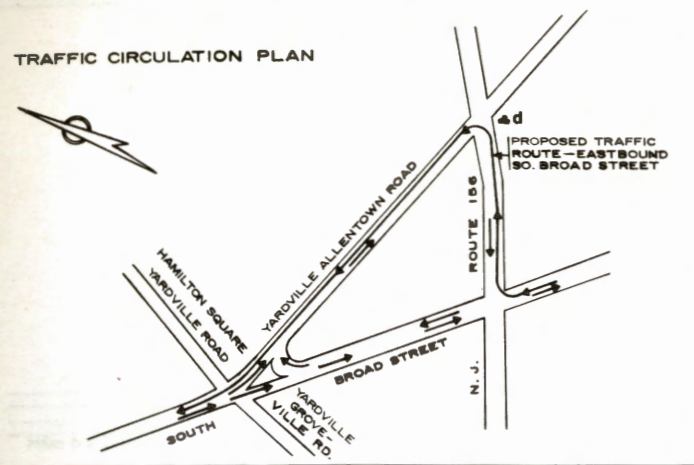 TRAFFIC CIRCULATION PLAN
d
PROPOSED TRAFFIC
ROUTE—EASTBOUND
SO. BROAD STREET
YARDVILLE ALLENTOWN ROAD
ROUTE 156
HAMILTON SQUARE
YARDVILLE ROAD
BROAD STREET
N. J.
SOUTH
YARDVILLE
GROVE-
VILLE RD.